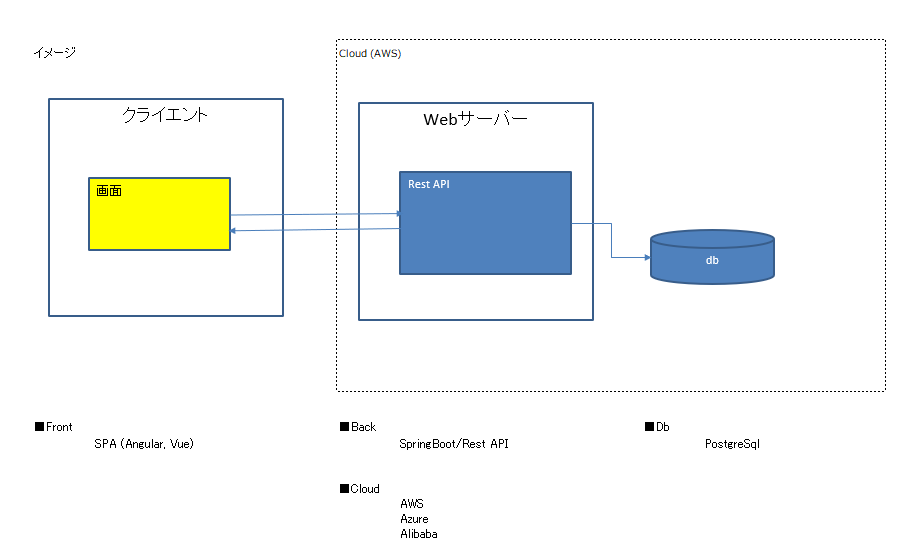 イメージ
Cloud (AWS)
クライエント
Webサーバー
画面
Rest API
db
■Front
SPA (Angular, Vue)
■Back
SpringBoot/Rest API
■Db
PostgreSql
■Cloud
AWS
Azure
Alibaba